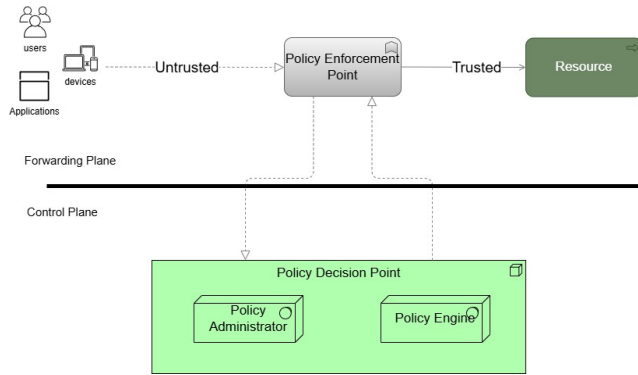 users
devices
Applications
Untrusted
Policy Enforcement
Point
Trusted
Resource
Forwarding Plane
Control Plane
Policy Decision Point
Policy
Administrator
Policy Engine